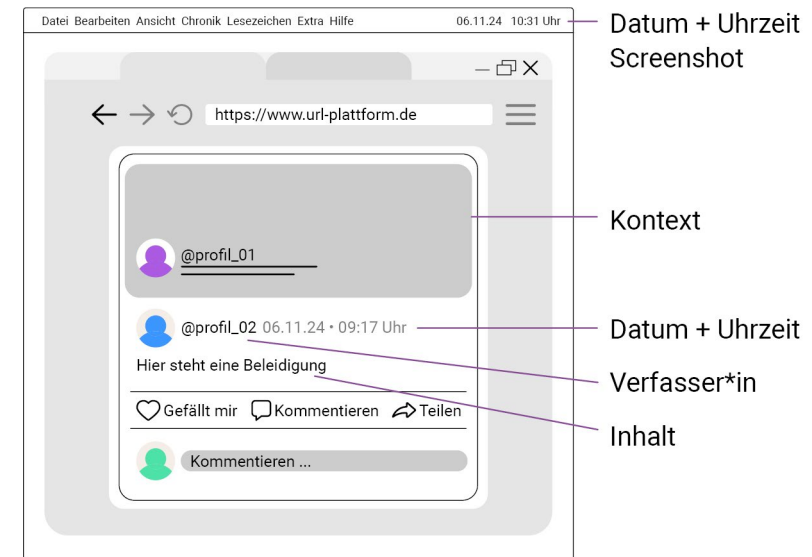 Datei Bearbeiten Ansicht Chronik Lesezeichen Extra Hilfe
06.11.24 10:31 Uhr
Datum + Uhrzeit
Screenshot
https://www.url-plattform.de
Kontext
@profil_01
@profil_02 06.11.24 • 09:17 Uhr
Datum + Uhrzeit
Hier steht eine Beleidigung
Verfasser*in
Gefällt mir Kommentieren Teilen
Inhalt
Kommentieren ...